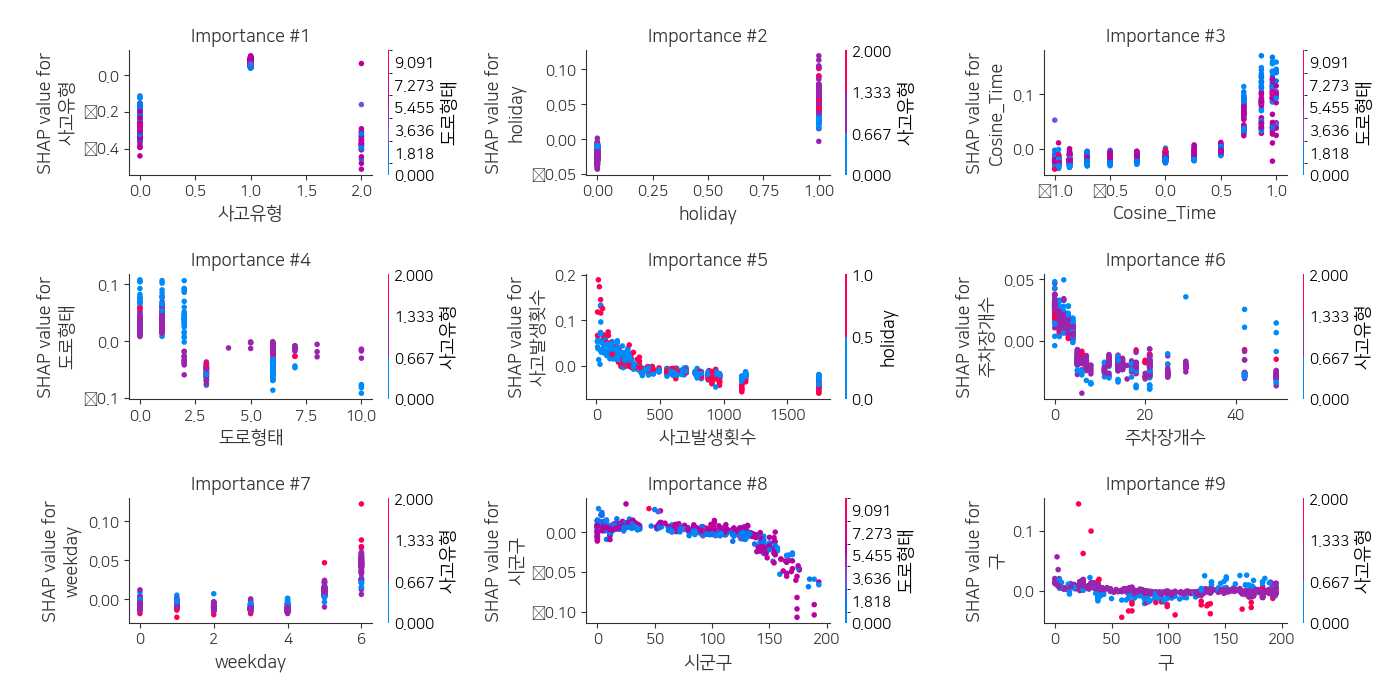 Importance #1
0.0
0.2
0.4
SHAP value for
사고유형
0.0 0.5 1.0 1.5 2.0
사고유형
9.091
7.273
5.455
3.636
1.818
0.000
도로형태
Importance #2
0.10
0.05
0.00
0.05
SHAP value for
holiday
0.00 0.25 0.50 0.75 1.00
holiday
2.000
1.333
0.667
0.000
사고유형
Importance #3
0.1
0.0
SHAP value for
Cosine_Time
1.0 0.5 0.0 0.5 1.0
Cosine_Time
9.091
7.273
5.455
3.636
1.818
0.000
도로형태
Importance #4
0.1
0.0
0.1
SHAP value for
도로형태
0.0 2.5 5.0 7.5 10.0
도로형태
2.000
1.333
0.667
0.000
사고유형
Importance #5
0.2
0.1
0.0
SHAP value for
사고발생횟수
0 500 1000 1500
사고발생횟수
1.0
0.5
0.0
holiday
Importance #6
0.05
0.00
SHAP value for
주차장개수
0 20 40
주차장개수
2.000
1.333
0.667
0.000
사고유형
Importance #7
0.10
0.05
0.00
SHAP value for
weekday
0 2 4 6
weekday
2.000
1.333
0.667
0.000
사고유형
Importance #8
0.00
0.05
0.10
SHAP value for
시군구
0 50 100 150 200
시군구
9.091
7.273
5.455
3.636
1.818
0.000
도로형태
Importance #9
0.1
0.0
SHAP value for
구
0 50 100 150 200
구
2.000
1.333
0.667
0.000
사고유형